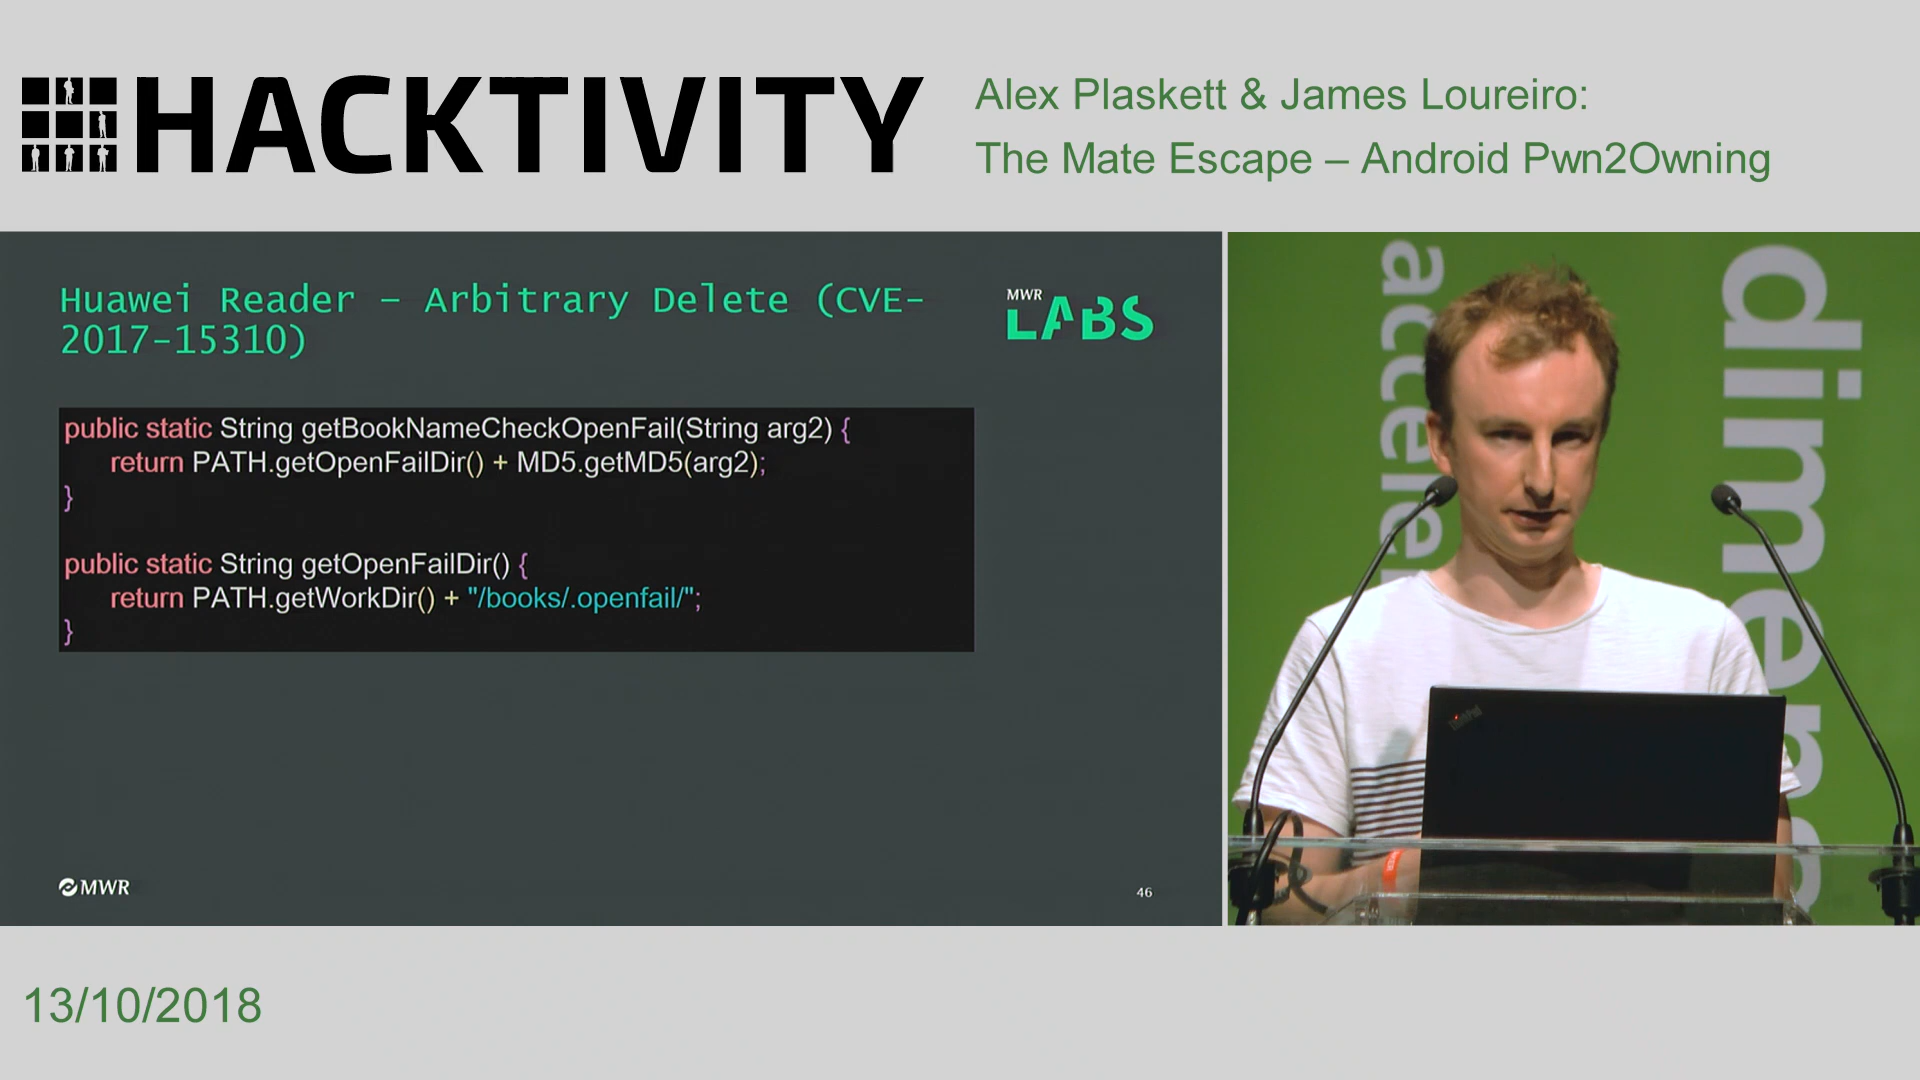 HACKTIVITY
Alex Plaskett & James Loureiro:
The Mate Escape – Android Pwn2Owning
Huawei Reader – Arbitrary Delete (CVE-
2017-15310)
MWR
LABS
public static String getBookNameCheckOpenFail(String arg2) {
return PATH.getOpenFailDir() + MD5.getMD5(arg2);
}
public static String getOpenFailDir() {
return PATH.getWorkDir() + "/books/.openfail/";
}
MWR
46
ThinkPad
13/10/2018